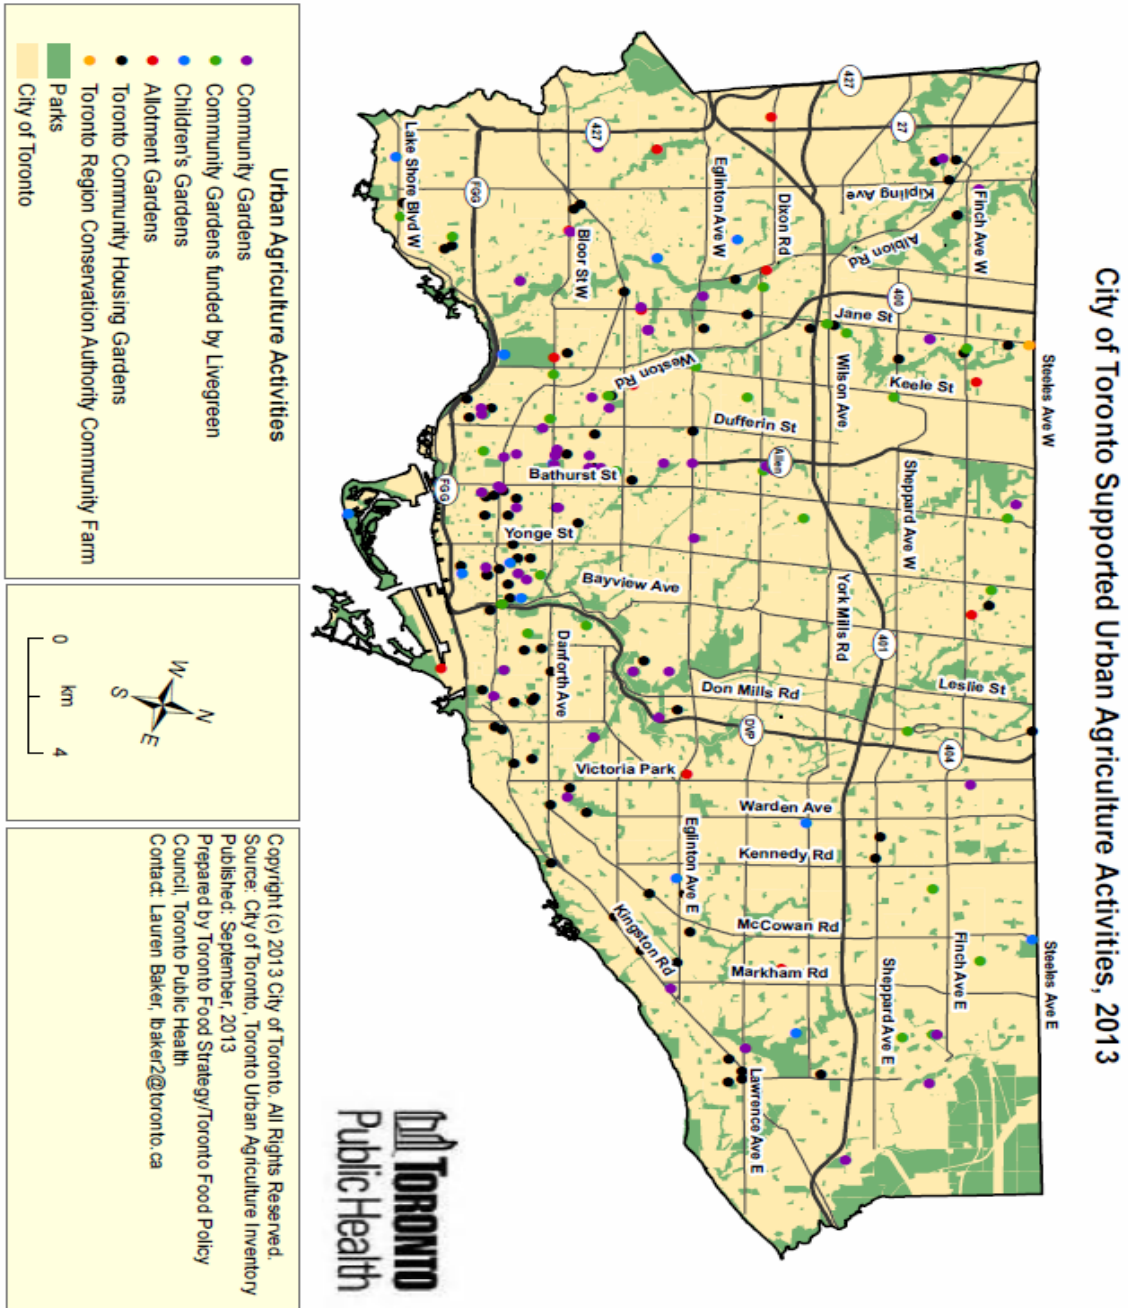 City of Toronto Supported Urban Agriculture Activities, 2013
Steeles Ave W
Steeles Ave E
427
27
Kipling Ave
Finch Ave W
Albion Rd
400
Jane St
Keele St
Wilson Ave
Sheppard Ave W
Dixon Rd
Eglinton Ave W
427
Bloor St W
FGG
Lake Shore Blvd W
Weston Rd
Dufferin St
Allen
Bathurst St
FGG
Yonge St
Bayview Ave
York Mills Rd
401
Leslie St
Don Mills Rd
Danforth Ave
DVP
404
Victoria Park
Warden Ave
Kennedy Rd
Eglinton Ave E
McCowan Rd
Kingston Rd
Markham Rd
Finch Ave E
Sheppard Ave E
Lawrence Ave E
Urban Agriculture Activities
Community Gardens
Community Gardens funded by Livegreen
Children's Gardens
Allotment Gardens
Toronto Community Housing Gardens
Toronto Region Conservation Authority Community Farm
Parks
City of Toronto
N
W
E
S
0 km 4
Copyright (c) 2013 City of Toronto. All Rights Reserved.
Source: City of Toronto, Toronto Urban Agriculture Inventory
Published: September, 2013
Prepared by Toronto Food Strategy/Toronto Food Policy
Council, Toronto Public Health
Contact: Lauren Baker, lbaker2@toronto.ca
TORONTO
Public Health